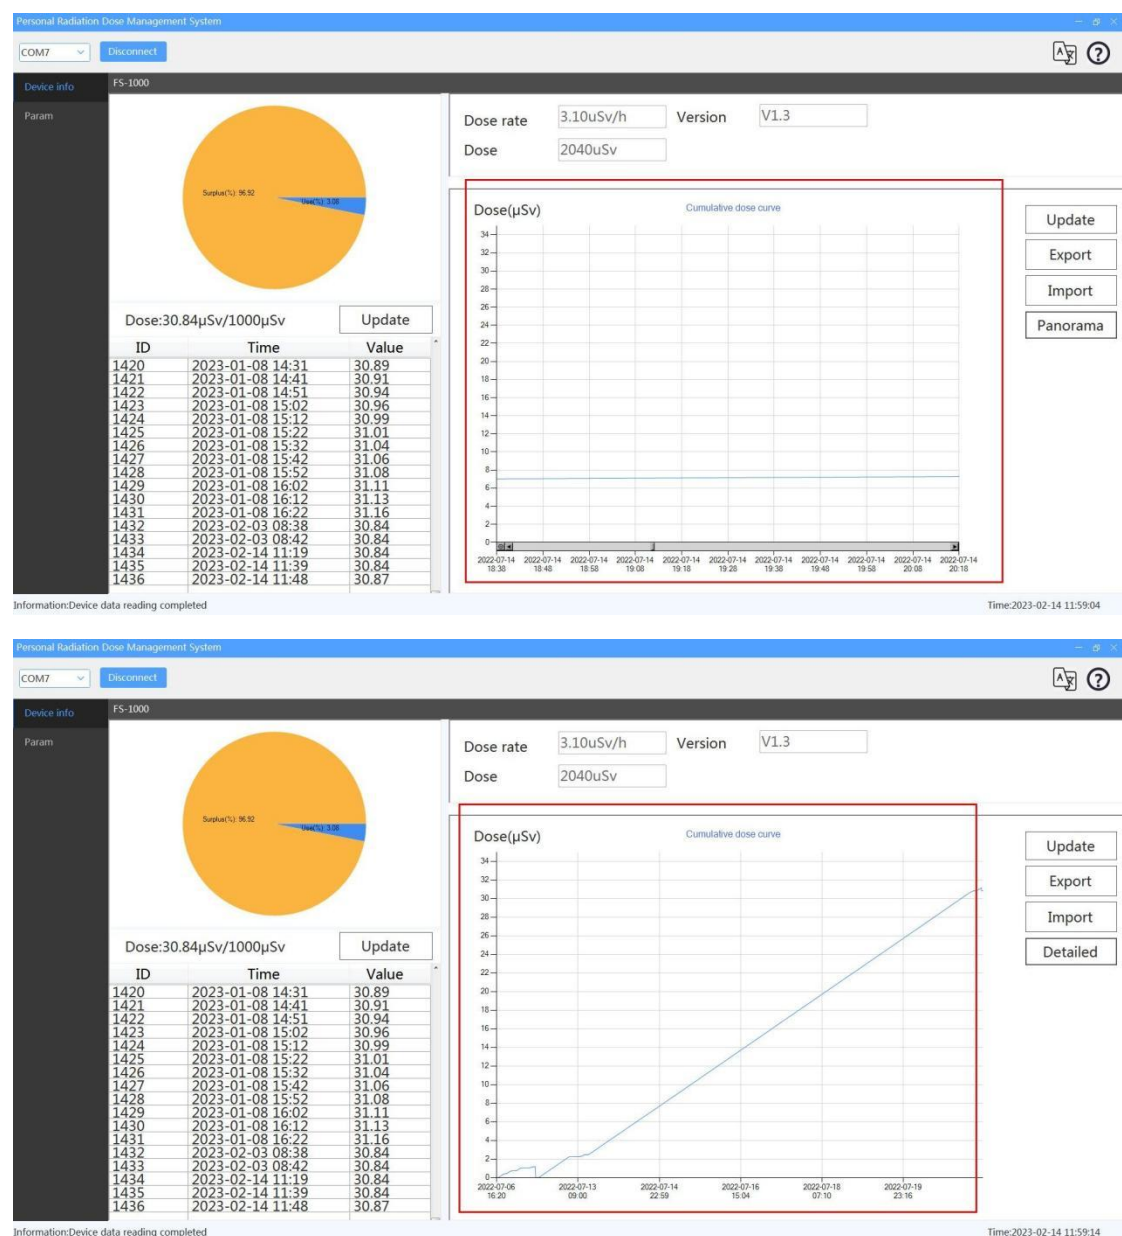 Personal Radiation Dose Management System
COM7 Disconnect
Device info FS-1000
Param
Surplus(%): 96.92
Use(%): 3.08
Dose:30.84μSv/1000μSv Update
ID Time Value
1420 2023-01-08 14:31 30.89
1421 2023-01-08 14:41 30.91
1422 2023-01-08 14:51 30.94
1423 2023-01-08 15:02 30.96
1424 2023-01-08 15:12 30.99
1425 2023-01-08 15:22 31.01
1426 2023-01-08 15:32 31.04
1427 2023-01-08 15:42 31.06
1428 2023-01-08 15:52 31.08
1429 2023-01-08 16:02 31.11
1430 2023-01-08 16:12 31.13
1431 2023-01-08 16:22 31.16
1432 2023-02-03 08:38 30.84
1433 2023-02-03 08:42 30.84
1434 2023-02-14 11:19 30.84
1435 2023-02-14 11:39 30.84
1436 2023-02-14 11:48 30.87
Dose rate 3.10uSv/h Version V1.3
Dose 2040uSv
Dose(μSv) Cumulative dose curve
34
32
30
28
26
24
22
20
18
16
14
12
10
8
6
4
2
0
2022-07-14 2022-07-14 2022-07-14 2022-07-14 2022-07-14 2022-07-14 2022-07-14 2022-07-14 2022-07-14 2022-07-14 2022-07-14
18:38 18:48 18:58 19:08 19:18 19:28 19:38 19:48 19:58 20:08 20:18
Update
Export
Import
Panorama
Information:Device data reading completed Time:2023-02-14 11:59:04
Personal Radiation Dose Management System
COM7 Disconnect
Device info FS-1000
Param
Surplus(%): 96.92
Use(%): 3.08
Dose:30.84μSv/1000μSv Update
ID Time Value
1420 2023-01-08 14:31 30.89
1421 2023-01-08 14:41 30.91
1422 2023-01-08 14:51 30.94
1423 2023-01-08 15:02 30.96
1424 2023-01-08 15:12 30.99
1425 2023-01-08 15:22 31.01
1426 2023-01-08 15:32 31.04
1427 2023-01-08 15:42 31.06
1428 2023-01-08 15:52 31.08
1429 2023-01-08 16:02 31.11
1430 2023-01-08 16:12 31.13
1431 2023-01-08 16:22 31.16
1432 2023-02-03 08:38 30.84
1433 2023-02-03 08:42 30.84
1434 2023-02-14 11:19 30.84
1435 2023-02-14 11:39 30.84
1436 2023-02-14 11:48 30.87
Dose rate 3.10uSv/h Version V1.3
Dose 2040uSv
Dose(μSv) Cumulative dose curve
34
32
30
28
26
24
22
20
18
16
14
12
10
8
6
4
2
0
2022-07-06 2022-07-13 2022-07-14 2022-07-16 2022-07-18 2022-07-19
16:20 09:00 22:59 15:04 07:10 23:16
Update
Export
Import
Detailed
Information:Device data reading completed Time:2023-02-14 11:59:14